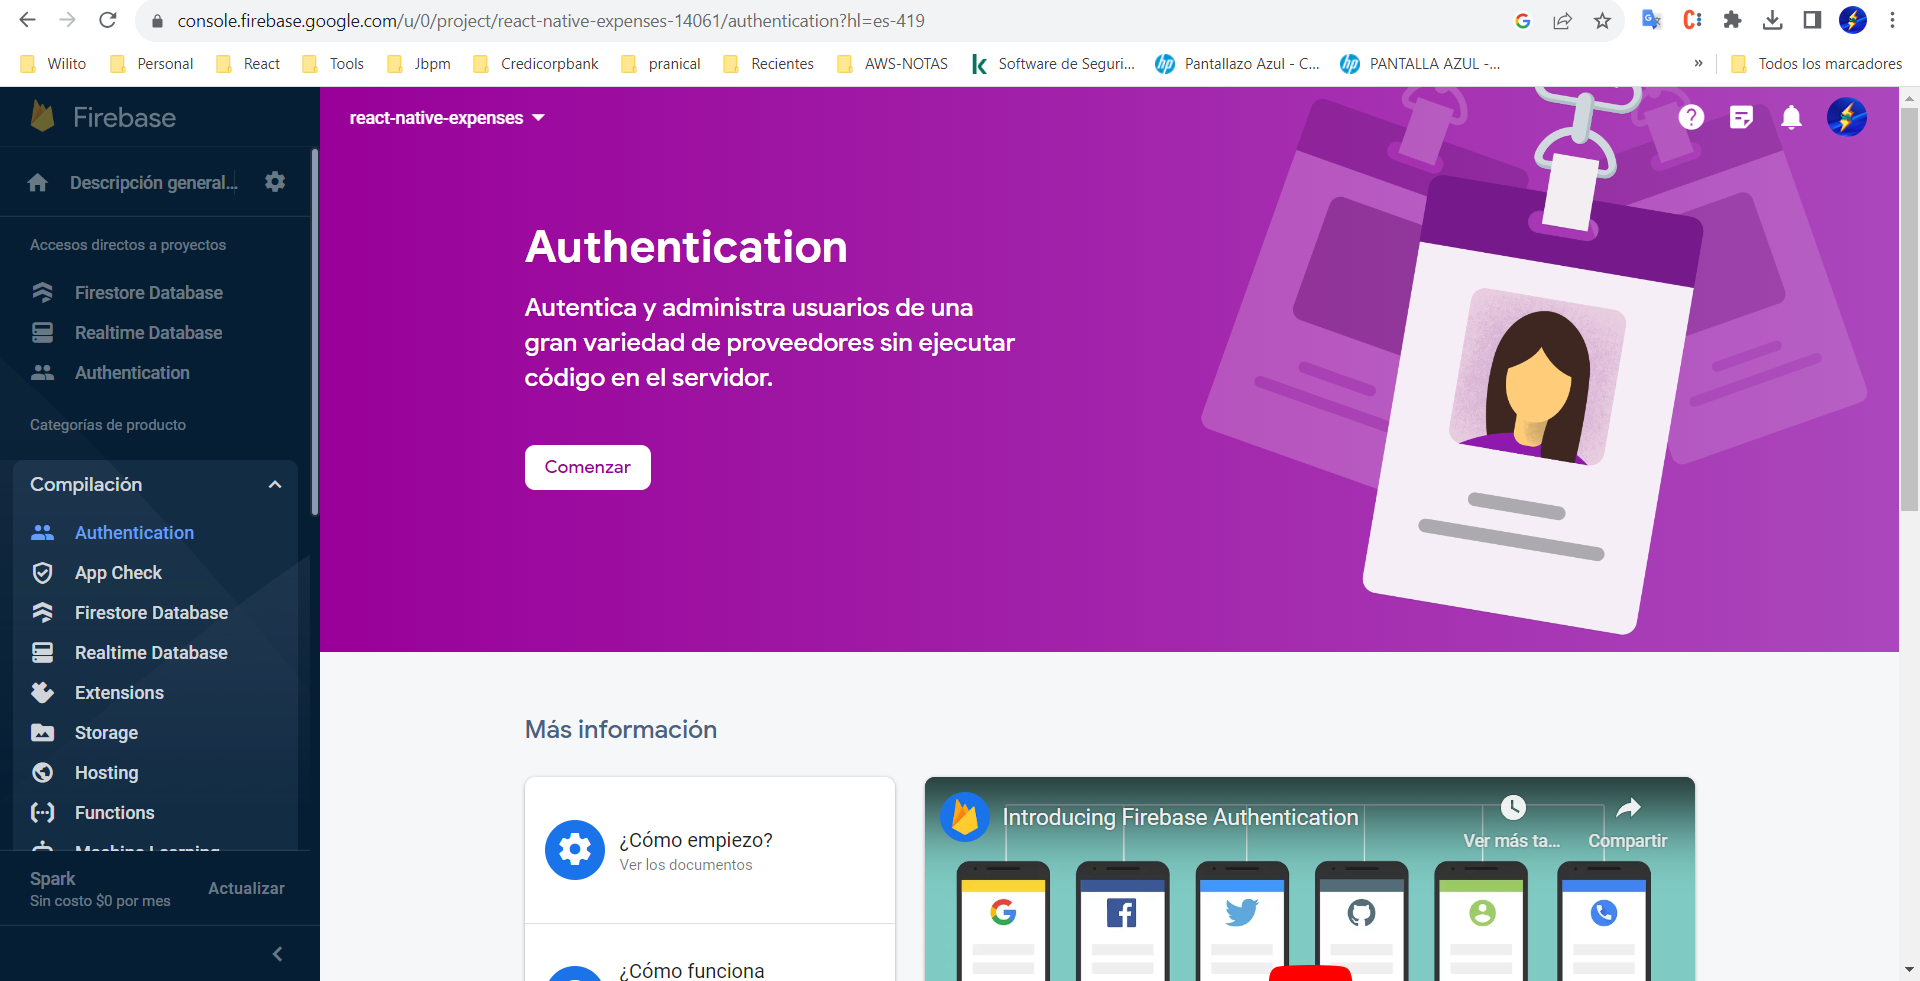 console.firebase.google.com/u/0/project/react-native-expenses-14061/authentication?hl=es-419
Wilito
Personal
React
Tools
Jbpm
Credicorpbank
pranical
Recientes
AWS-NOTAS
Software de Seguri...
Pantallazo Azul - C...
PANTALLA AZUL -...
»
Todos los marcadores
Firebase
Descripción general...
Accesos directos a proyectos
Firestore Database
Realtime Database
Authentication
Categorías de producto
Compilación
Authentication
App Check
Firestore Database
Realtime Database
Extensions
Storage
Hosting
Functions
Machine Learning
Spark
Sin costo $0 por mes
Actualizar
react-native-expenses
Authentication
Autentica y administra usuarios de una
gran variedad de proveedores sin ejecutar
código en el servidor.
Comenzar
Más información
¿Cómo empiezo?
Ver los documentos
¿Cómo funciona
Introducing Firebase Authentication
Ver más ta...
Compartir